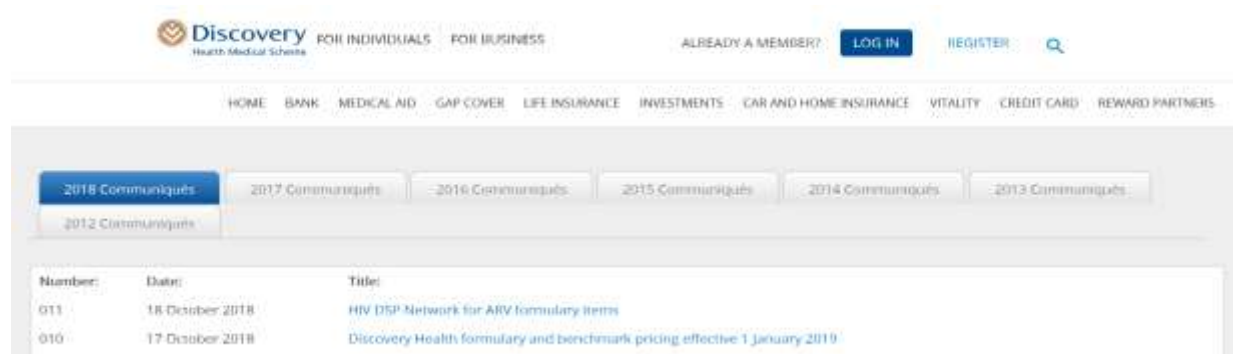 Discovery
Health Medical Scheme
FOR INDIVIDUALS FOR BUSINESS ALREADY A MEMBER? LOG IN REGISTER
HOME BANK MEDICAL AID GAP COVER LIFE INSURANCE INVESTMENTS CAR AND HOME INSURANCE VITALITY CREDIT CARD REWARD PARTNERS
2018 Communiqués 2017 Communiqués 2016 Communiqués 2015 Communiqués 2014 Communiqués 2013 Communiqués
2012 Communiqués
Number: Date: Title:
011 18 October 2018 HIV DSP Network for ARV formulary items
010 17 October 2018 Discovery Health formulary and benchmark pricing effective 1 January 2019